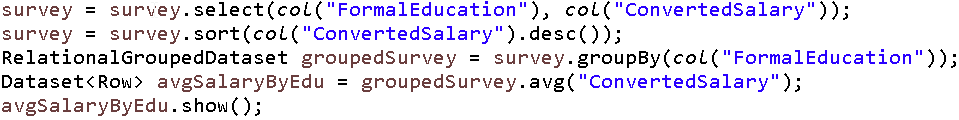 survey = survey.select(col("FormalEducation"), col("ConvertedSalary"));
survey = survey.sort(col("ConvertedSalary").desc());
RelationalGroupedDataset groupedSurvey = survey.groupBy(col("FormalEducation"));
Dataset<Row> avgSalaryByEdu = groupedSurvey.avg("ConvertedSalary");
avgSalaryByEdu.show();